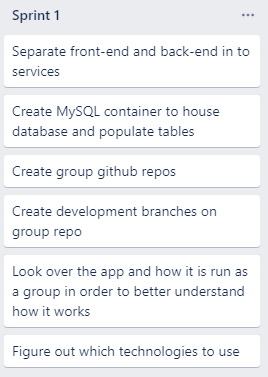 Sprint 1
Separate front-end and back-end in to
services
Create MySQL container to house
database and populate tables
Create group github repos
Create development branches on
group repo
Look over the app and how it is run as
a group in order to better understand
how it works
Figure out which technologies to use